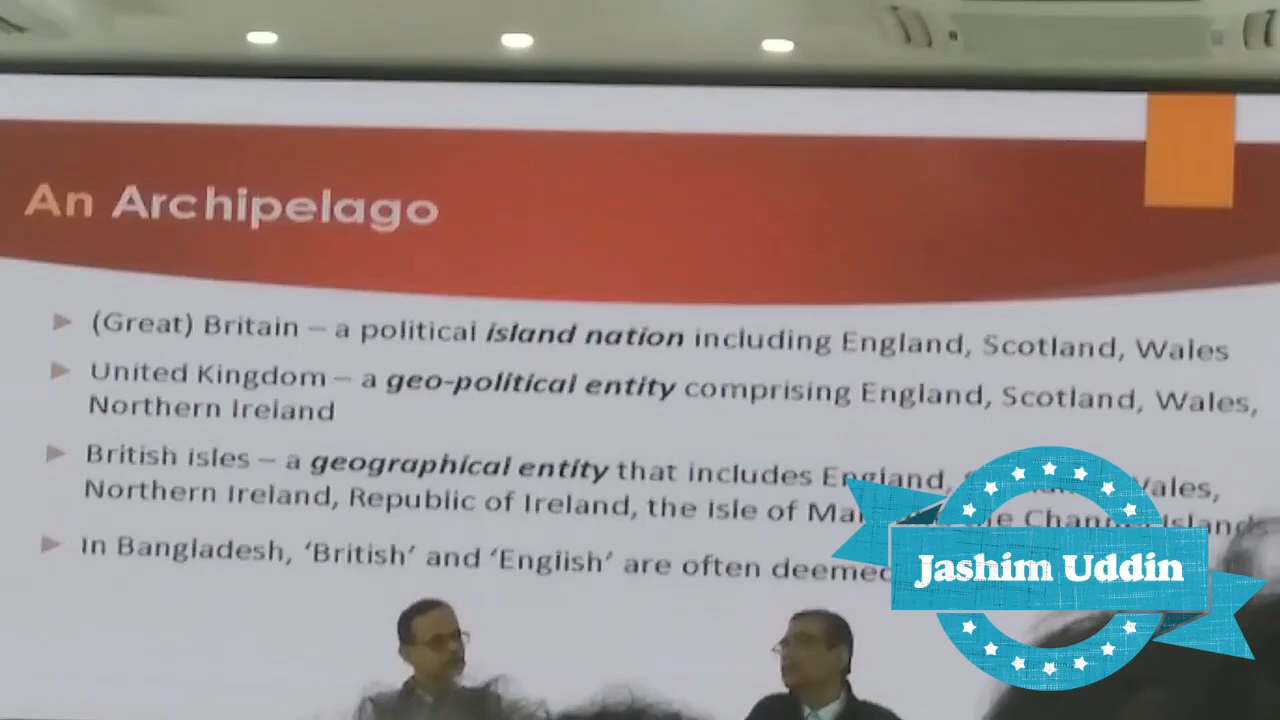 An Archipelago
(Great) Britain – a political island nation including England, Scotland, Wales
United Kingdom – a geo-political entity comprising England, Scotland, Wales,
Northern Ireland
British isles – a geographical entity that includes England, Wales,
Northern Ireland, Republic of Ireland, the isle of Channel Islands
In Bangladesh, ‘British’ and ‘English’ are often deemed
Jashim Uddin